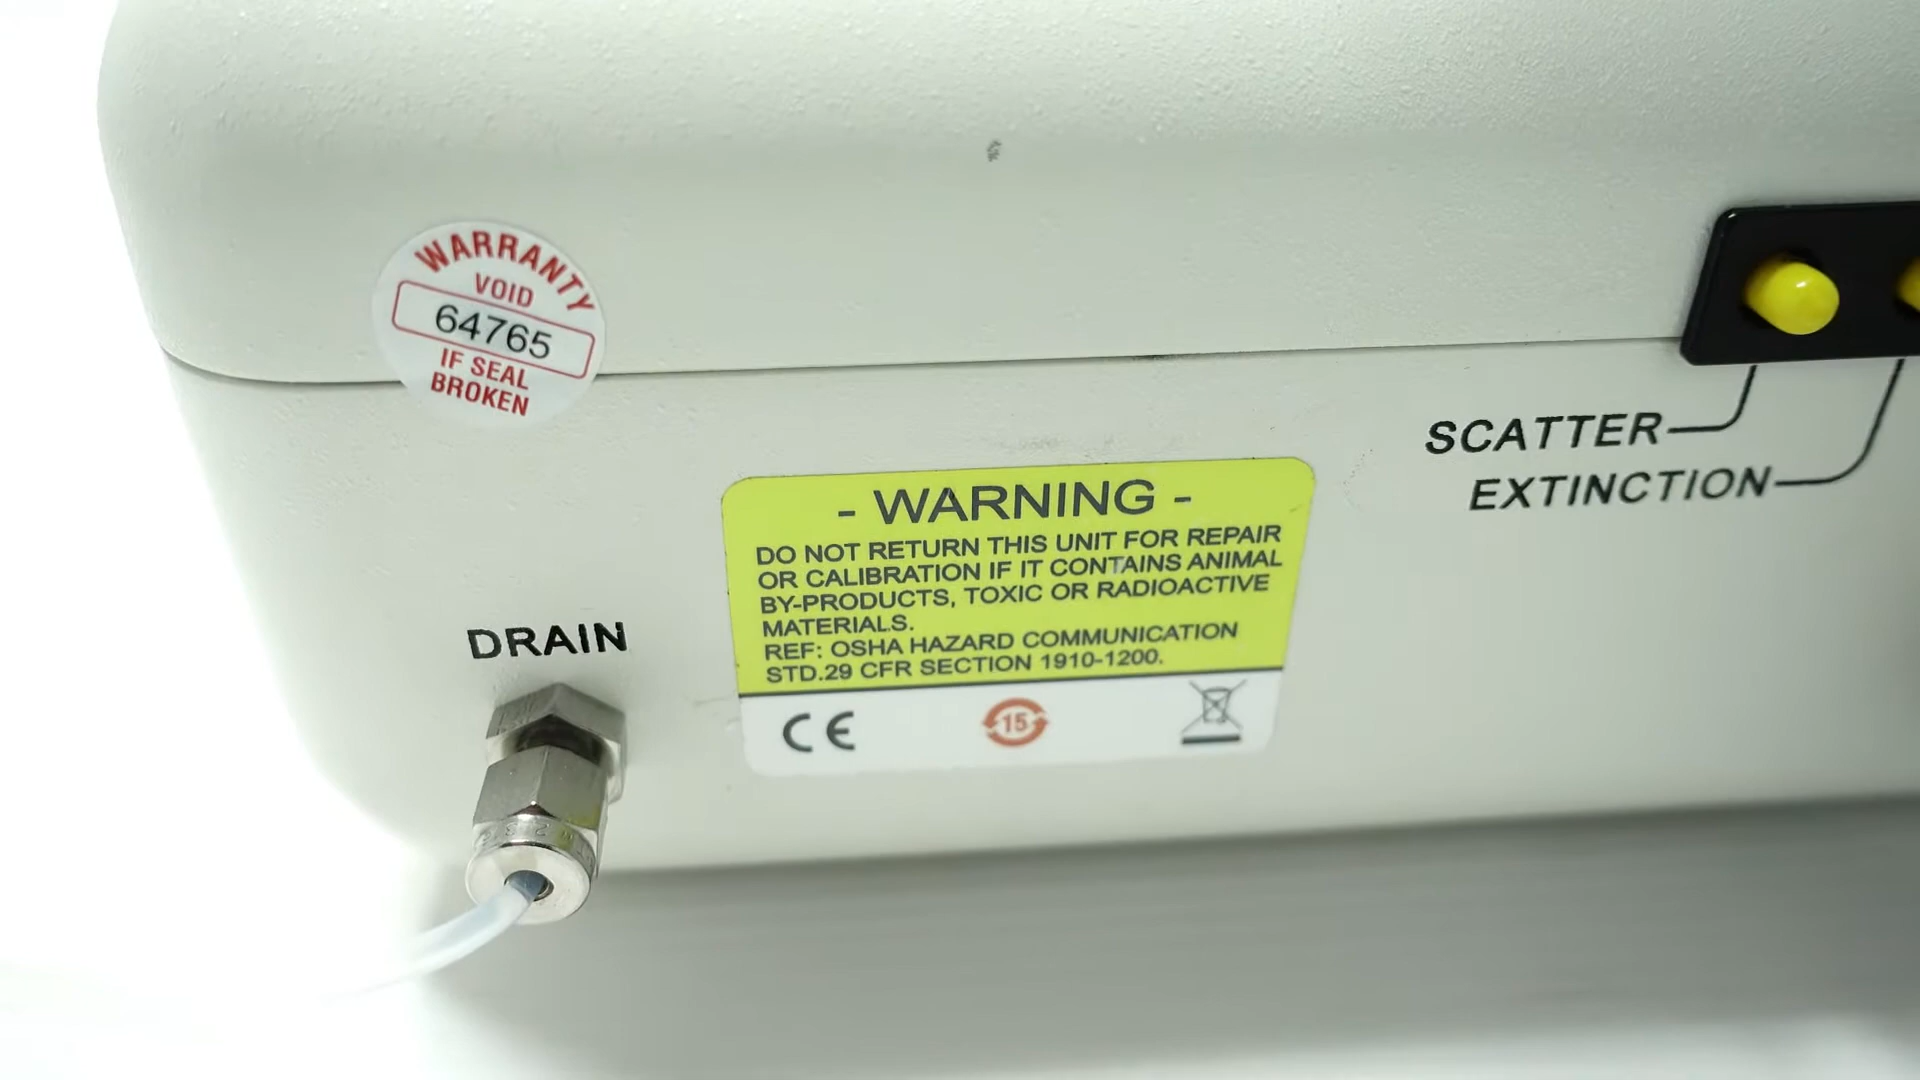 WARRANTY
VOID
64765
IF SEAL
BROKEN
SCATTER
EXTINCTION
- WARNING -
DO NOT RETURN THIS UNIT FOR REPAIR
OR CALIBRATION IF IT CONTAINS ANIMAL
BY-PRODUCTS, TOXIC OR RADIOACTIVE
MATERIALS.
REF: OSHA HAZARD COMMUNICATION
STD.29 CFR SECTION 1910-1200.
CE
15
DRAIN